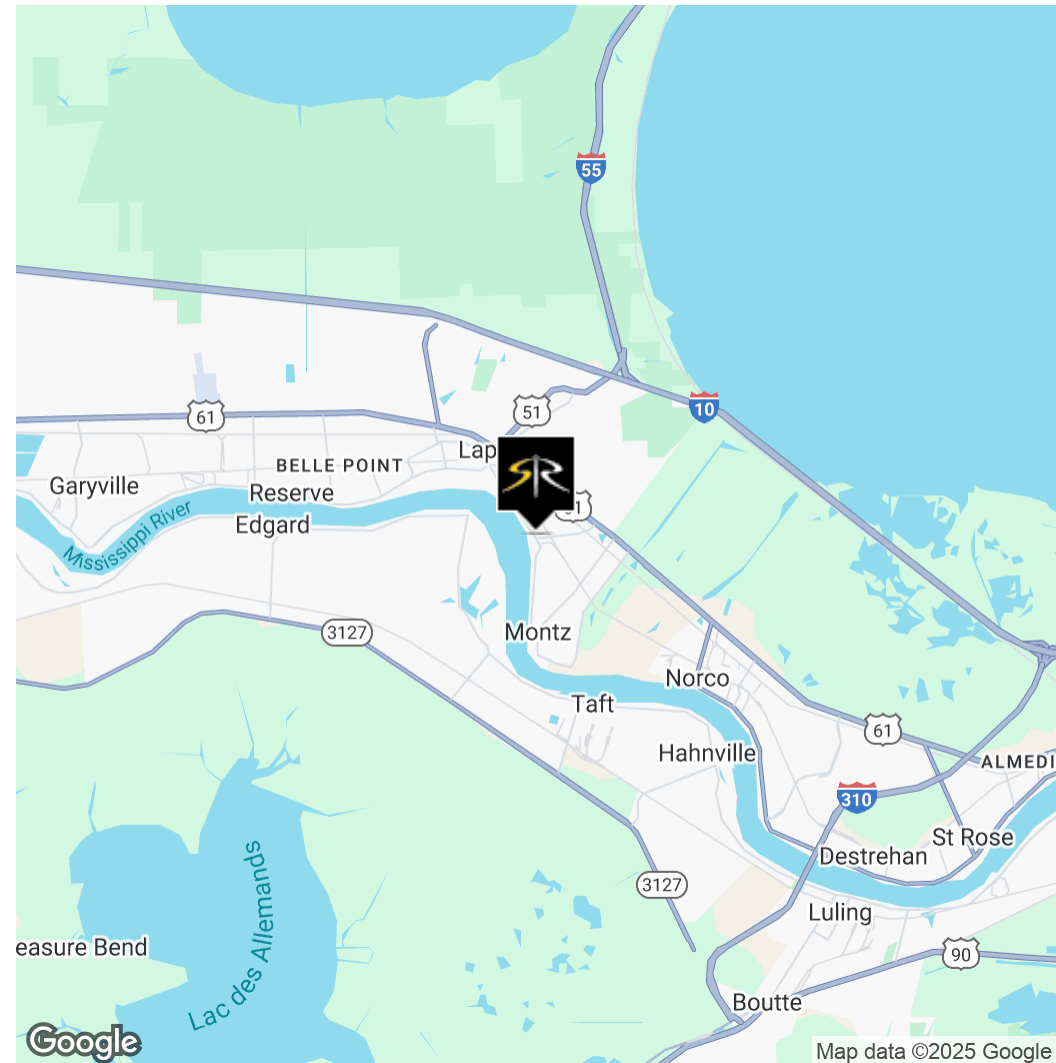 55
10
61
51
Lap
BELLE POINT
Garyville
Reserve
Edgard
Mississippi River
SR
3127
Montz
Norco
Taft
61
Hahnville
ALMEDI
310
St Rose
Destrehan
3127
Luling
Lac des Allemands
easure Bend
90
Boutte
Google
Map data ©2025 Google